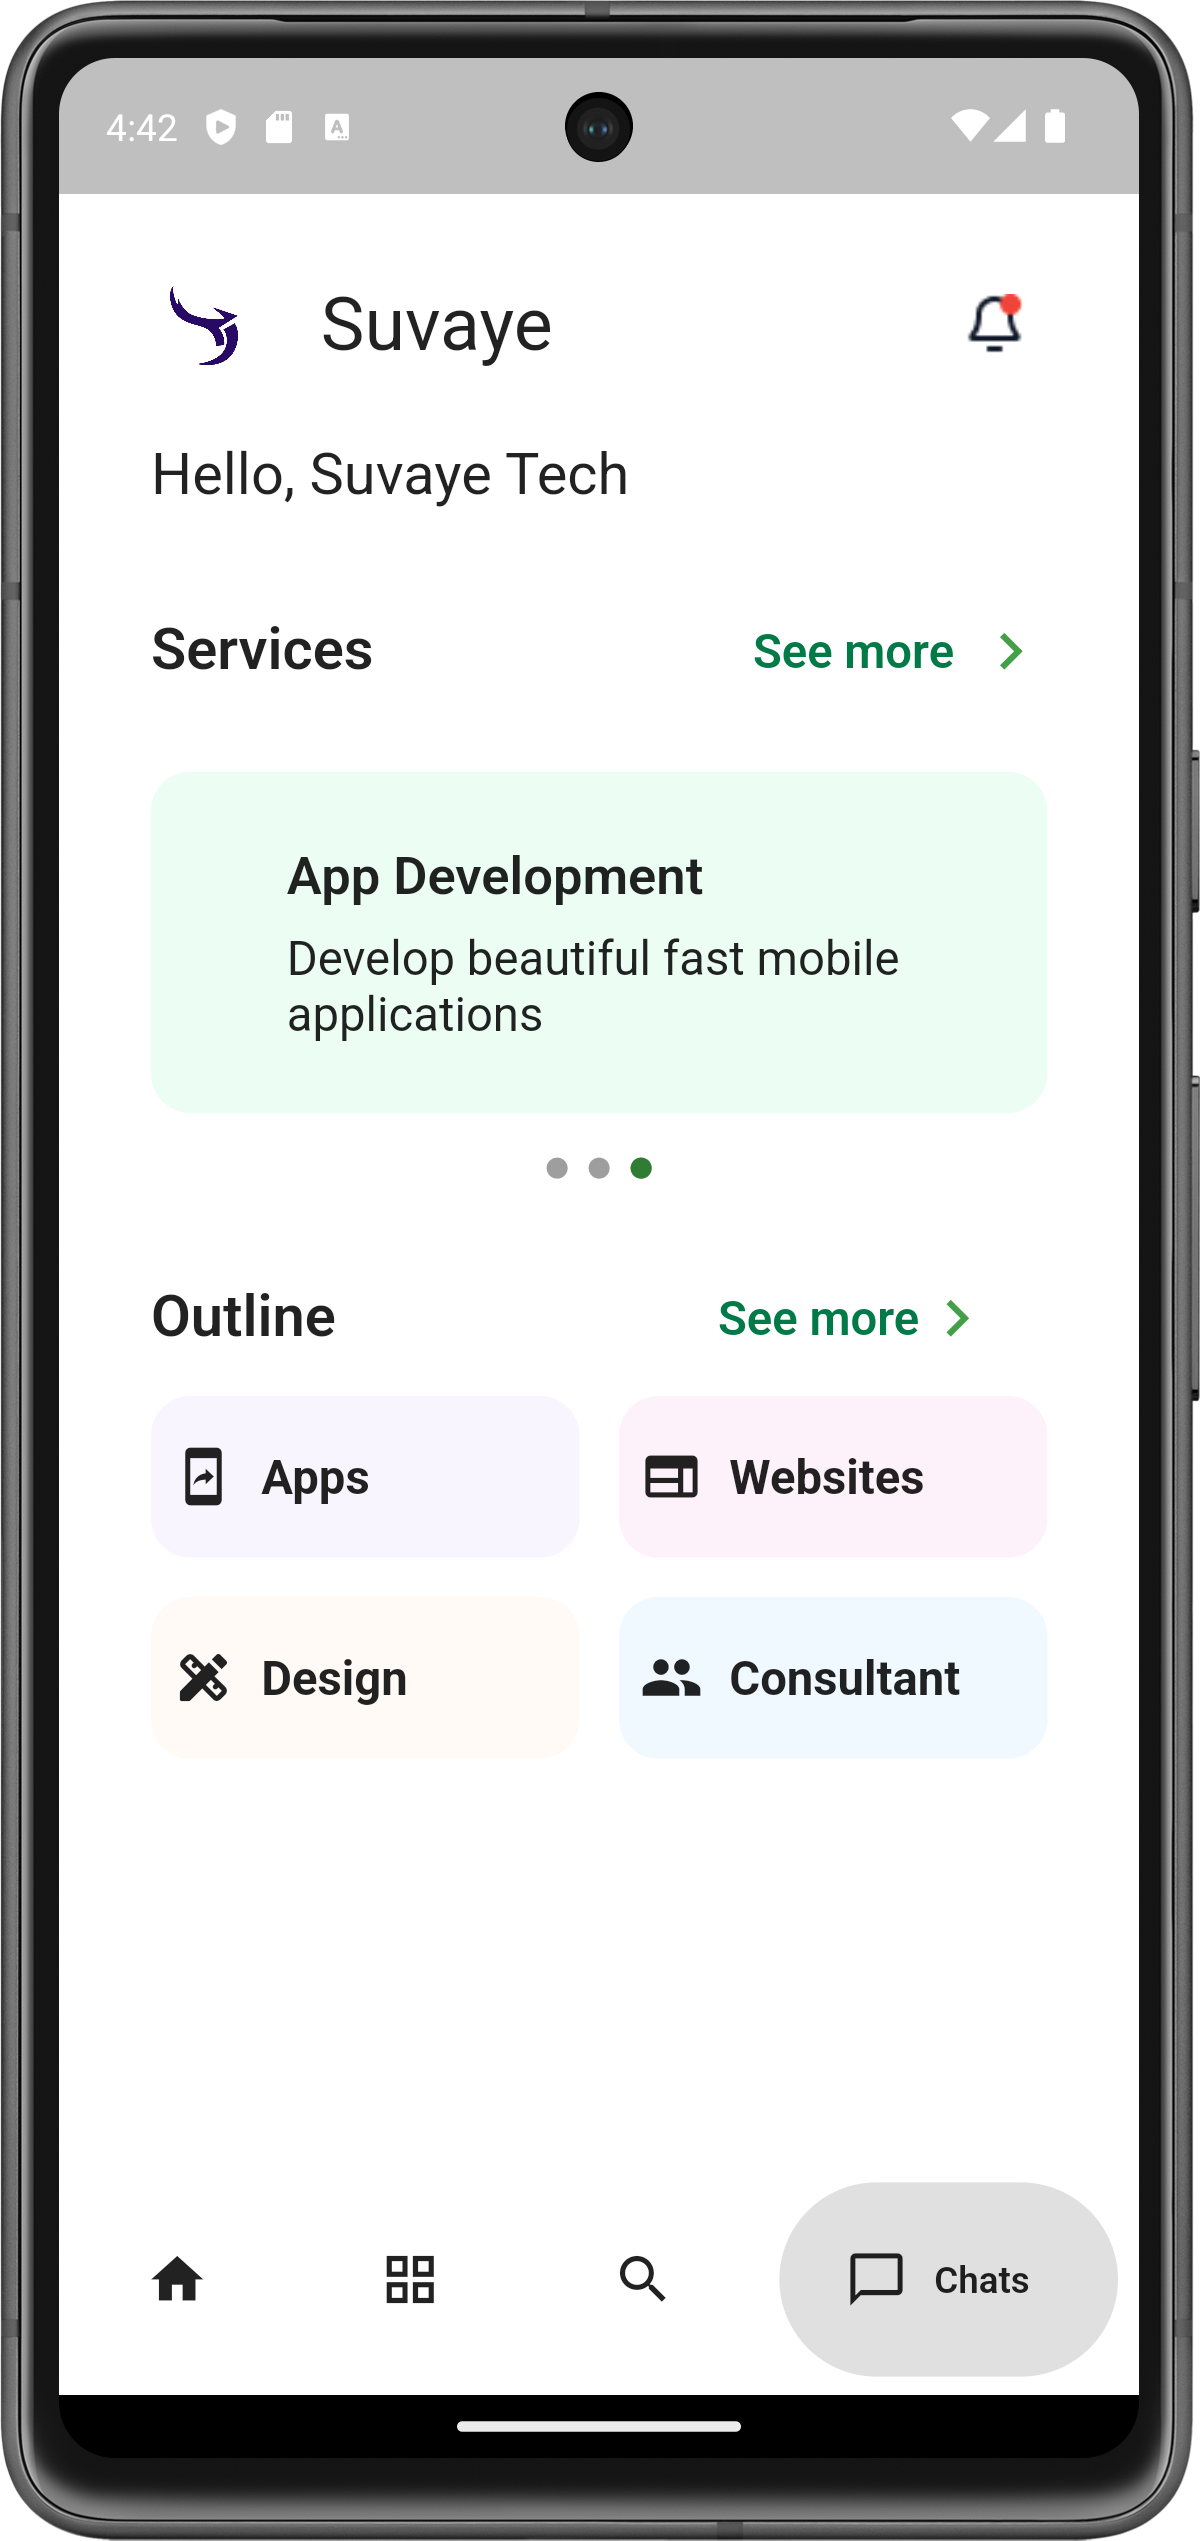 4:42
Suvaye
Hello, Suvaye Tech
Services
See more
App Development
Develop beautiful fast mobile
applications
Outline
See more
Apps
Websites
Design
Consultant
Chats